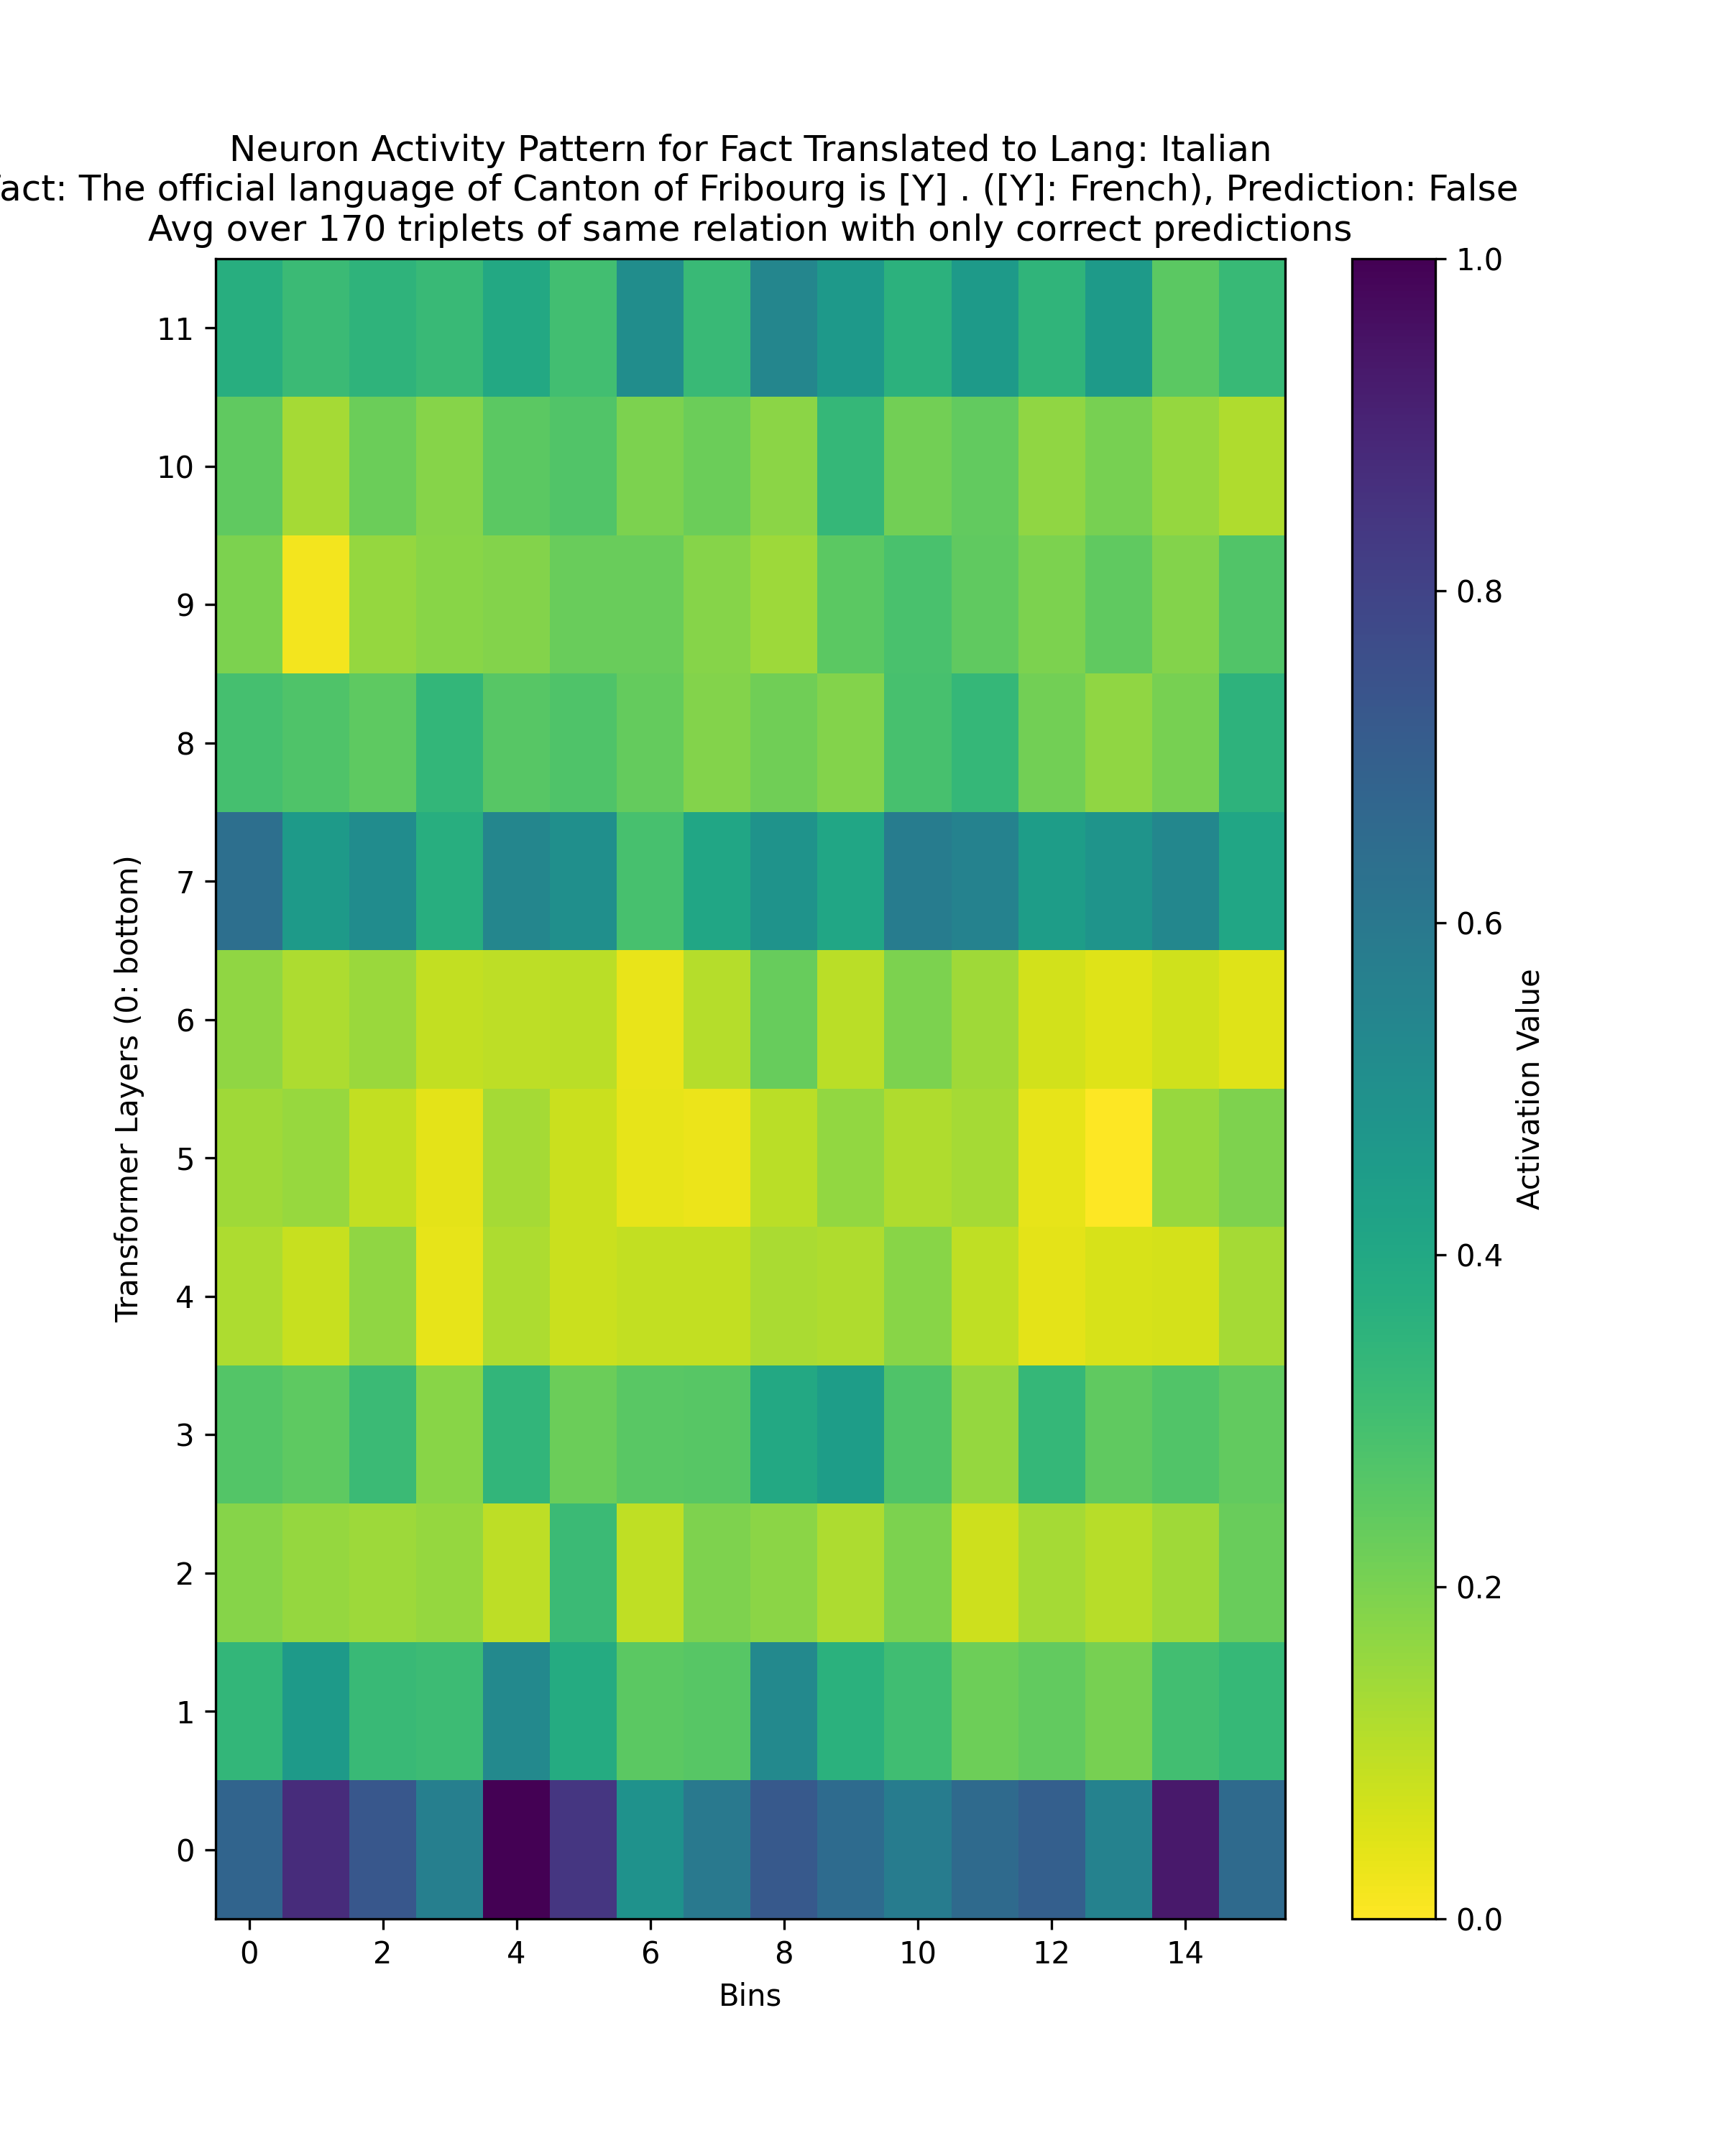 Neuron Activity Pattern for Fact Translated to Lang: Italian
act: The official language of Canton of Fribourg is [Y] . ([Y]: French), Prediction: False
Avg over 170 triplets of same relation with only correct predictions
1.0
11
10
9
0.8
8
7
0.6
6
5
0.4
4
3
2
0.2
1
0
0.0
Transformer Layers (0: bottom)
Activation Value
0 2 4 6 8 10 12 14
Bins